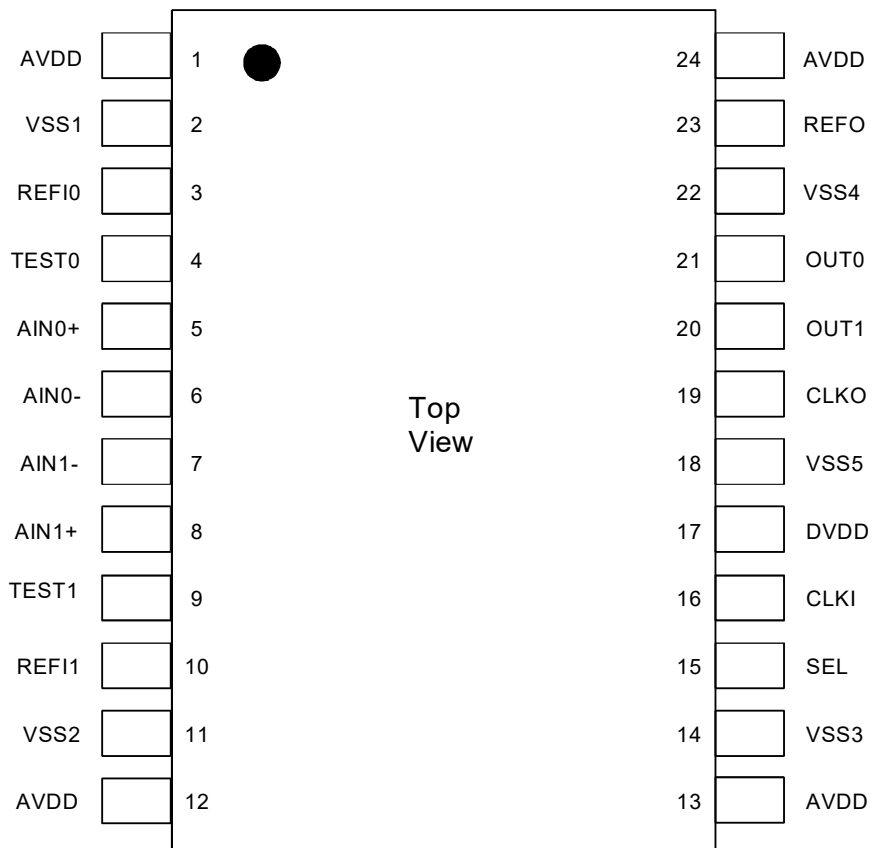 AVDD 1 24 AVDD
VSS1 2 23 REFO
REFI0 3 22 VSS4
TEST0 4 21 OUT0
AIN0+ 5 20 OUT1
AIN0- 6 19 CLKO
Top
View
AIN1- 7 18 VSS5
AIN1+ 8 17 DVDD
TEST1 9 16 CLKI
REFI1 10 15 SEL
VSS2 11 14 VSS3
AVDD 12 13 AVDD